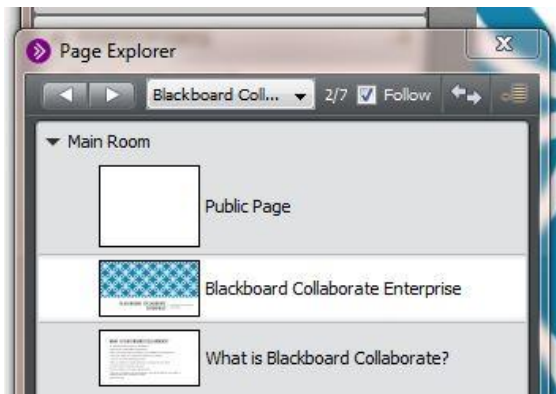 Page Explorer
Blackboard Coll... 2/7 Follow
Main Room
Public Page
Blackboard Collaborate Enterprise
What is Blackboard Collaborate?